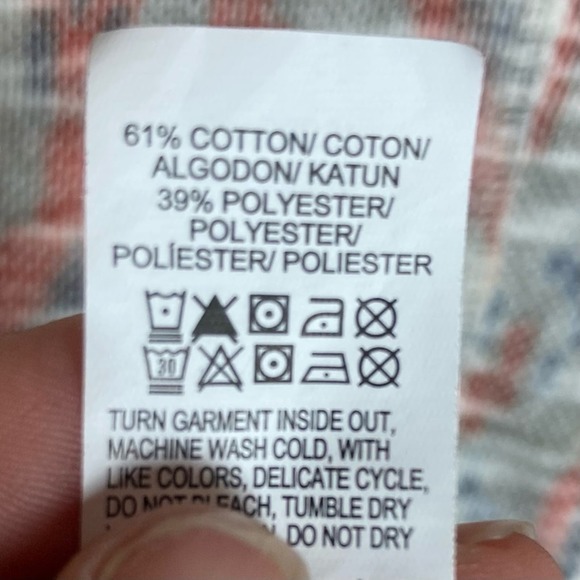 61% COTTON/ COTON/
ALGODON/ KATUN
39% POLYESTER/
POLYESTER/
POLÍESTER/ POLIESTER
30
TURN GARMENT INSIDE OUT,
MACHINE WASH COLD, WITH
LIKE COLORS, DELICATE CYCLE,
DO NOT BLEACH, TUMBLE DRY
DO NOT DRY